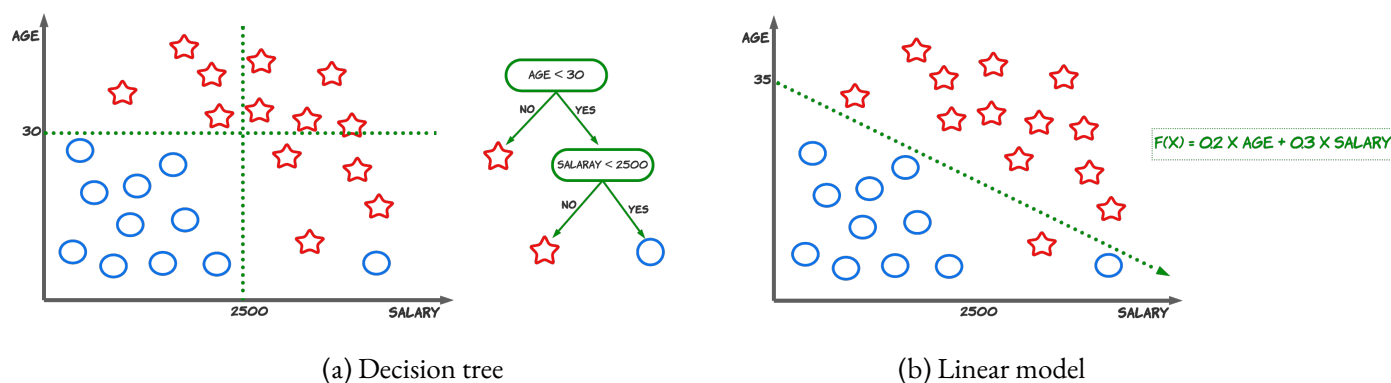 AGE
30
2500
SALARY
AGE < 30
NO
YES
SALARAY < 2500
NO
YES
(a) Decision tree
AGE
35
2500
SALARY
F(X) = 0.2 X AGE + 0.3 X SALARY
(b) Linear model